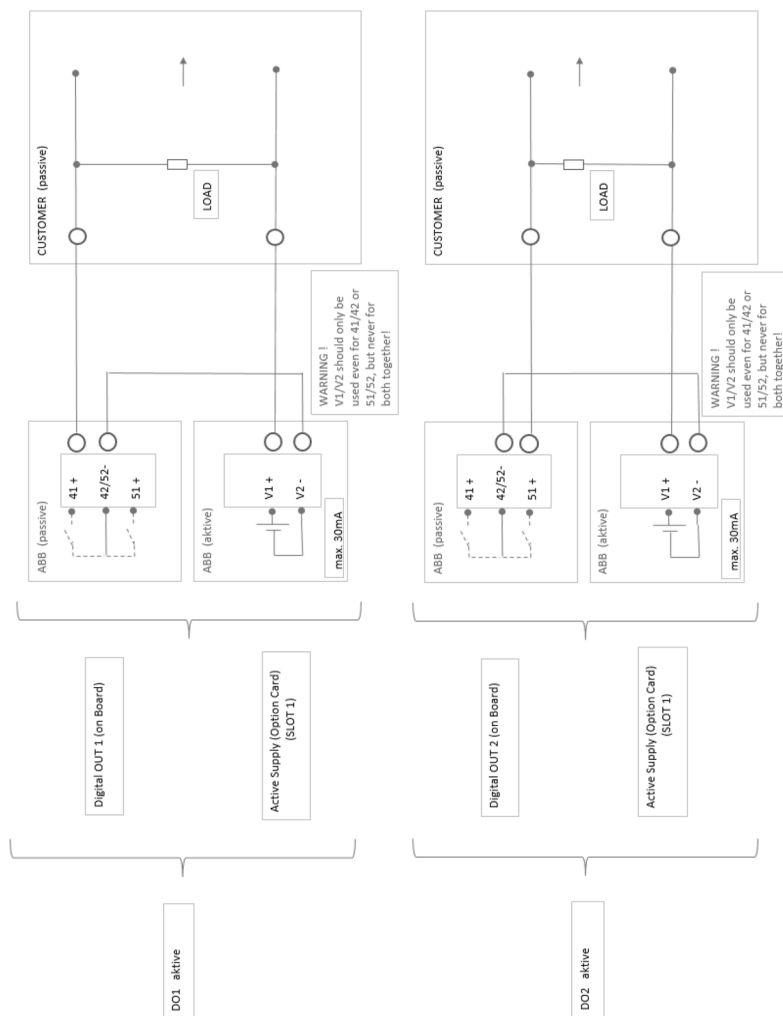 DO1 aktive
Digital OUT 1 (on Board)
Active Supply (Option Card)
(SLOT 1)
ABB (passive)
41 +
42/52-
51 +
ABB (aktive)
V1 +
V2 -
max. 30mA
WARNING !
V1/V2 should only be
used even for 41/42 or
51/52, but never for
both together!
CUSTOMER (passive)
LOAD
DO2 aktive
Digital OUT 2 (on Board)
Active Supply (Option Card)
(SLOT 1)
ABB (passive)
41 +
42/52-
51 +
ABB (aktive)
V1 +
V2 -
max. 30mA
WARNING !
V1/V2 should only be
used even for 41/42 or
51/52, but never for
both together!
CUSTOMER (passive)
LOAD